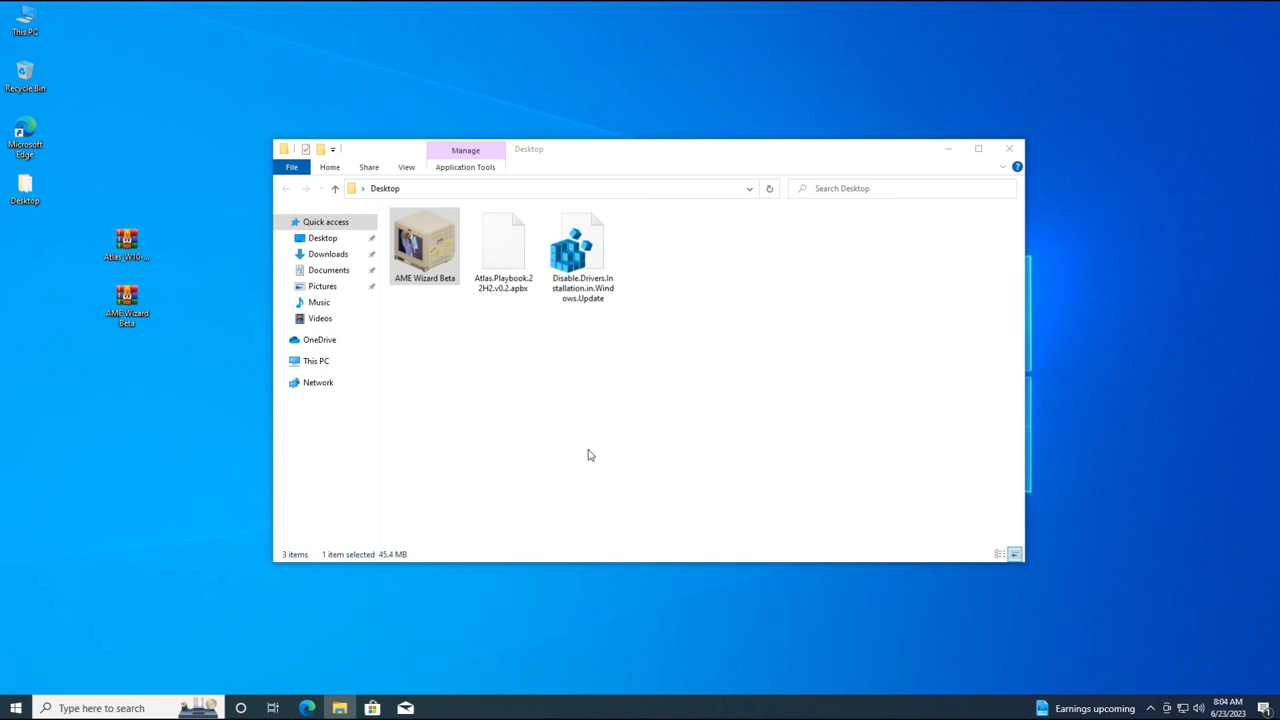 This PC
Recycle Bin
Microsoft
Edge
Desktop
Atlas_W10-...
AME Wizard
Beta
Manage
Desktop
File
Home
Share
View
Application Tools
Desktop
Search Desktop
Quick access
Desktop
Downloads
Documents
Pictures
Music
Videos
OneDrive
This PC
Network
AME Wizard Beta
Atlas.Playbook.2
2H2.v0.2.apbx
Disable.Drivers.In
stallation.in.Wind
ows.Update
3 items
1 item selected 45.4 MB
Type here to search
Earnings upcoming
8:04 AM
6/23/2023
1